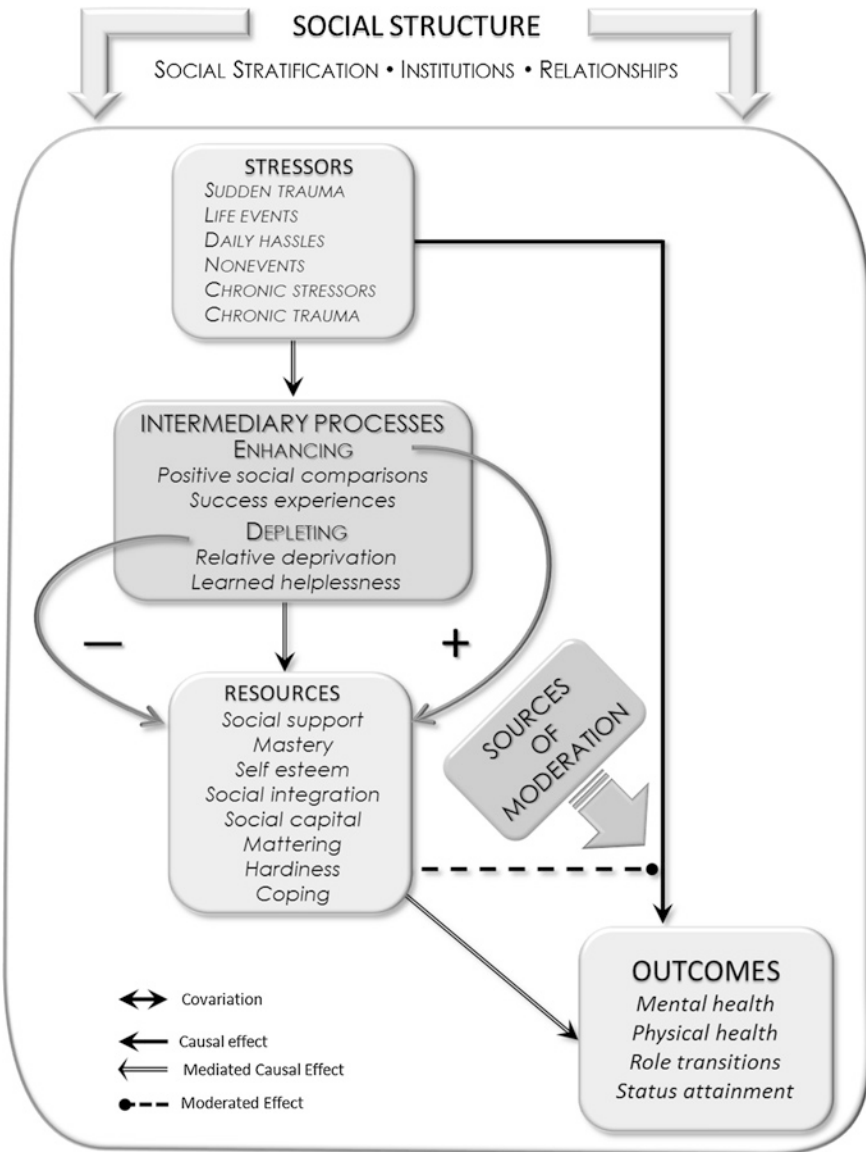 SOCIAL STRUCTURE
SOCIAL STRATIFICATION • INSTITUTIONS • RELATIONSHIPS
STRESSORS
SUDDEN TRAUMA
LIFE EVENTS
DAILY HASSLES
NONEVENTS
CHRONIC STRESSORS
CHRONIC TRAUMA
INTERMEDIARY PROCESSES
ENHANCING
Positive social comparisons
Success experiences
DEPLETING
Relative deprivation
Learned helplessness
—
+
RESOURCES
Social support
Mastery
Self esteem
Social integration
Social capital
Mattering
Hardiness
Coping
SOURCES
OF
MODERATION
OUTCOMES
Mental health
Physical health
Role transitions
Status attainment
Covariation
Causal effect
Mediated Causal Effect
Moderated Effect